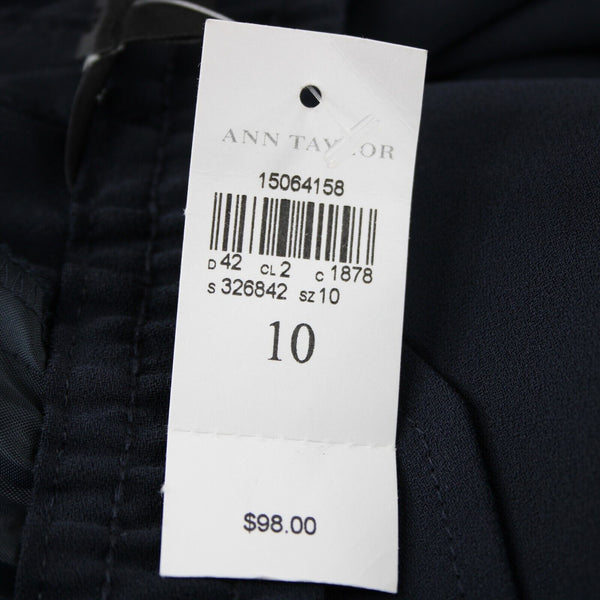 ANN TAYLOR
15064158
D 42 CL 2 C 1878
S 326842 SZ 10
10
$98.00